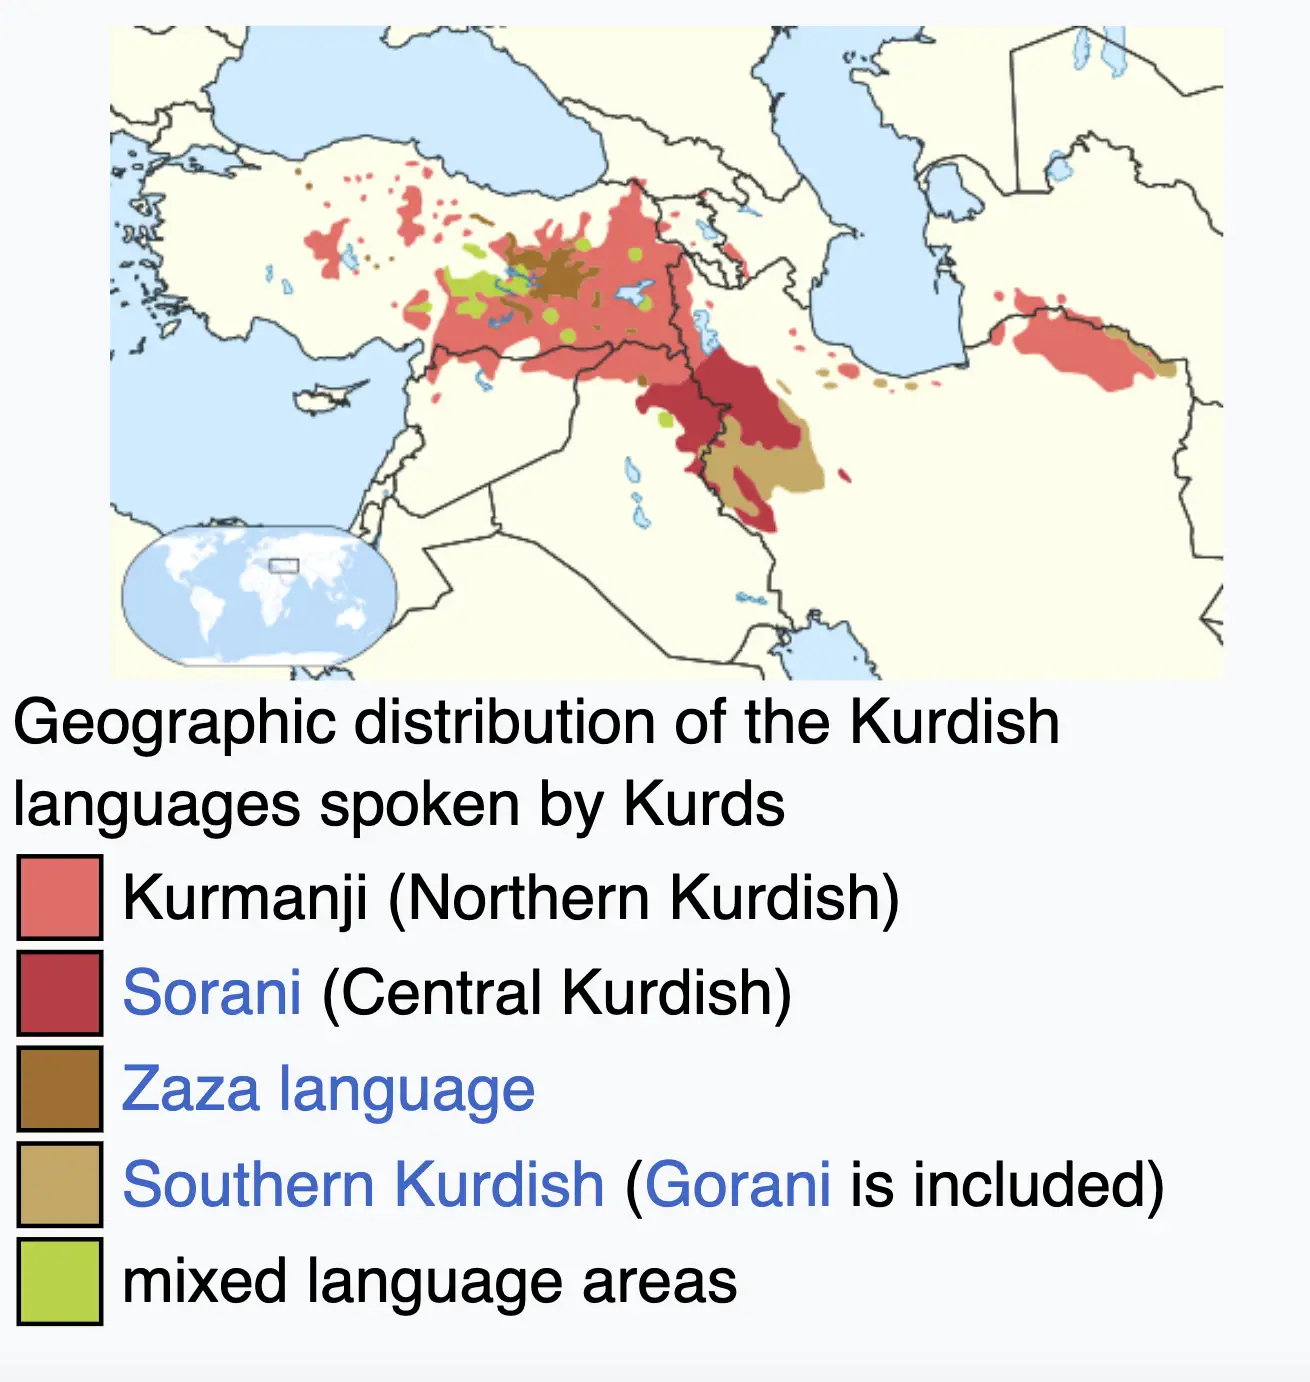 Geographic distribution of the Kurdish
languages spoken by Kurds
Kurmanji (Northern Kurdish)
Sorani (Central Kurdish)
Zaza language
Southern Kurdish (Gorani is included)
mixed language areas